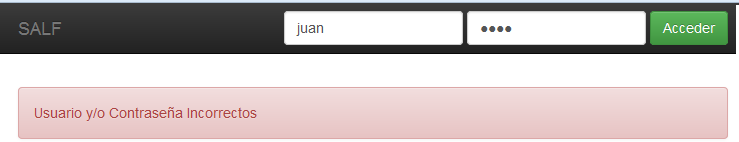 SALF juan •••• Acceder
Usuario y/o Contraseña Incorrectos